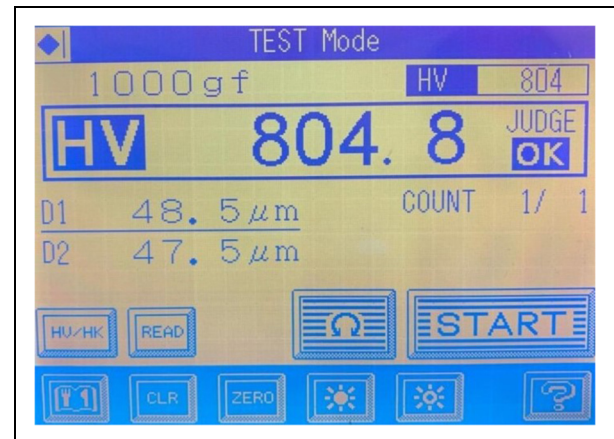 TEST Mode
1000gf HV 804
HV 804. 8 JUDGE OK
D1 48. 5μm COUNT 1/ 1
D2 47. 5μm
HV/HK READ START
CLR ZERO ?